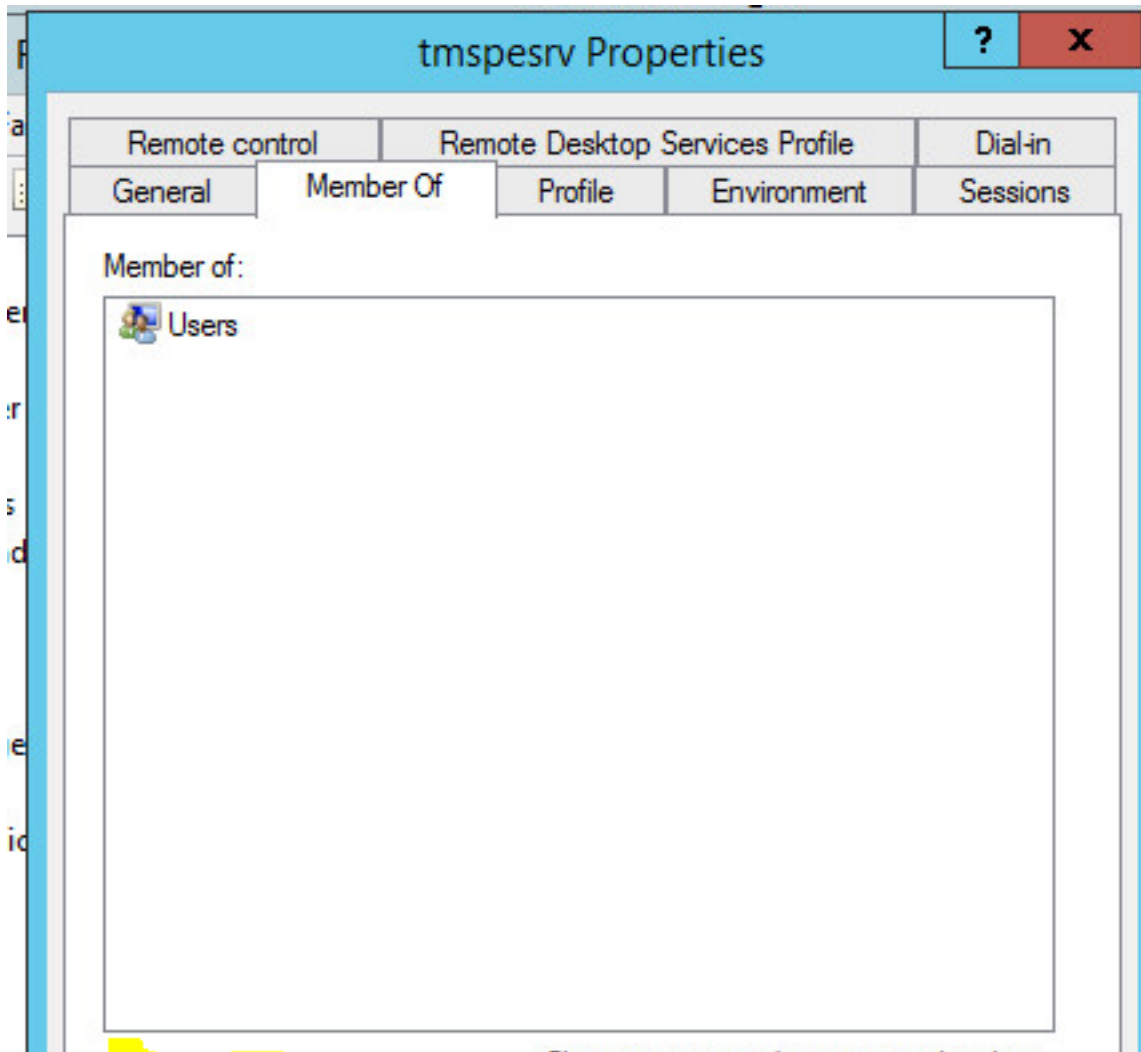 tmspesrv Properties
?
x
Remote control
Remote Desktop Services Profile
Dial-in
General
Member Of
Profile
Environment
Sessions
Member of:
Users